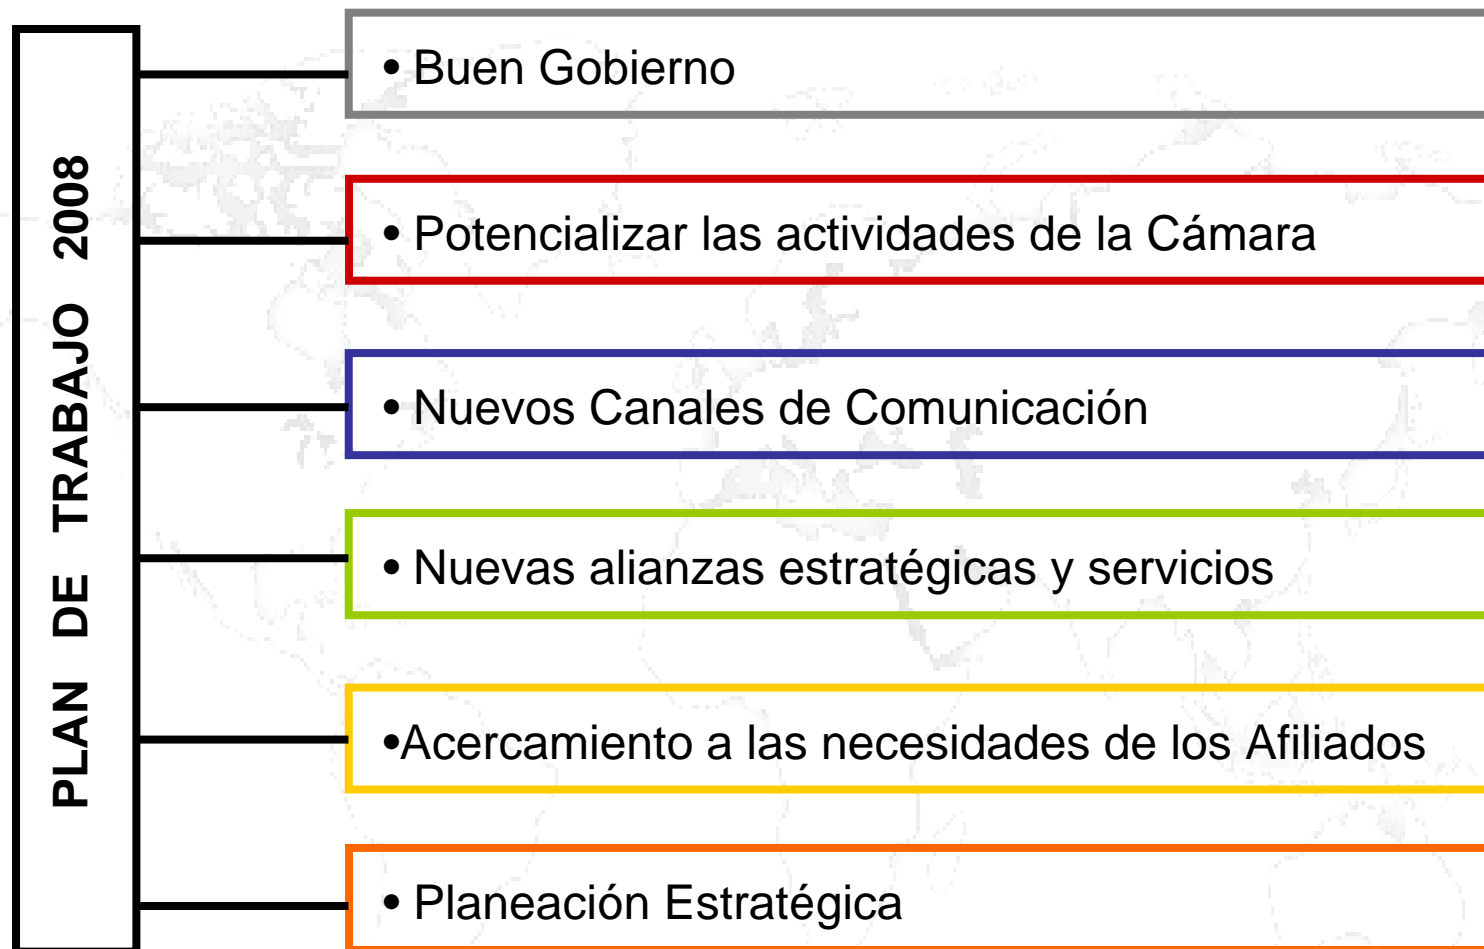 PLAN DE TRABAJO 2008
• Buen Gobierno
• Potencializar las actividades de la Cámara
• Nuevos Canales de Comunicación
• Nuevas alianzas estratégicas y servicios
•Acercamiento a las necesidades de los Afiliados
• Planeación Estratégica